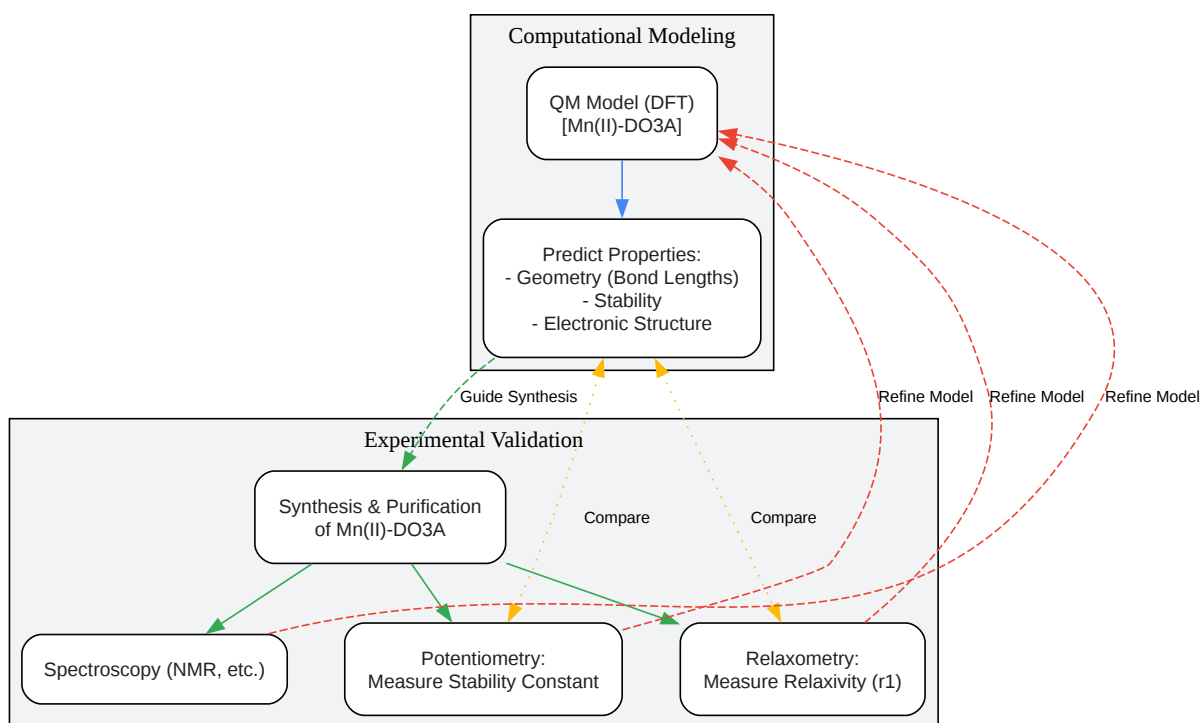 Computational Modeling
QM Model (DFT)
[Mn(II)-DO3A]
Predict Properties:
- Geometry (Bond Lengths)
- Stability
- Electronic Structure
Guide Synthesis
Refine Model
Refine Model
Refine Model
Experimental Validation
Synthesis & Purification
of Mn(II)-DO3A
Compare
Compare
Spectroscopy (NMR, etc.)
Potentiometry:
Measure Stability Constant
Relaxometry:
Measure Relaxivity (r1)